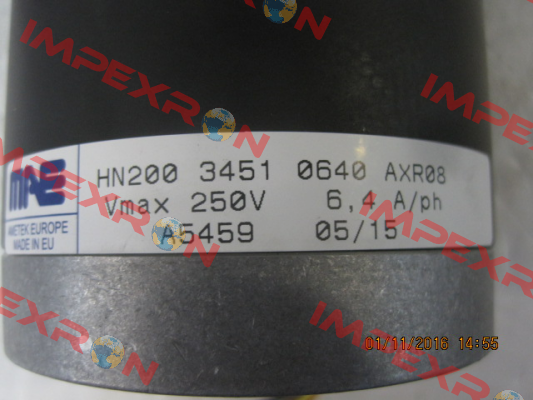 IMPEXRON
IMPEXRON
HN200 3451 0640 AXR08
MAE
Vmax 250V 6,4 A/ph
AMETEK EUROPE
MADE IN EU
A5459 05/15
IMPEXRON
IMPEXRON
01/11/2016 14:55
IMPEXRON